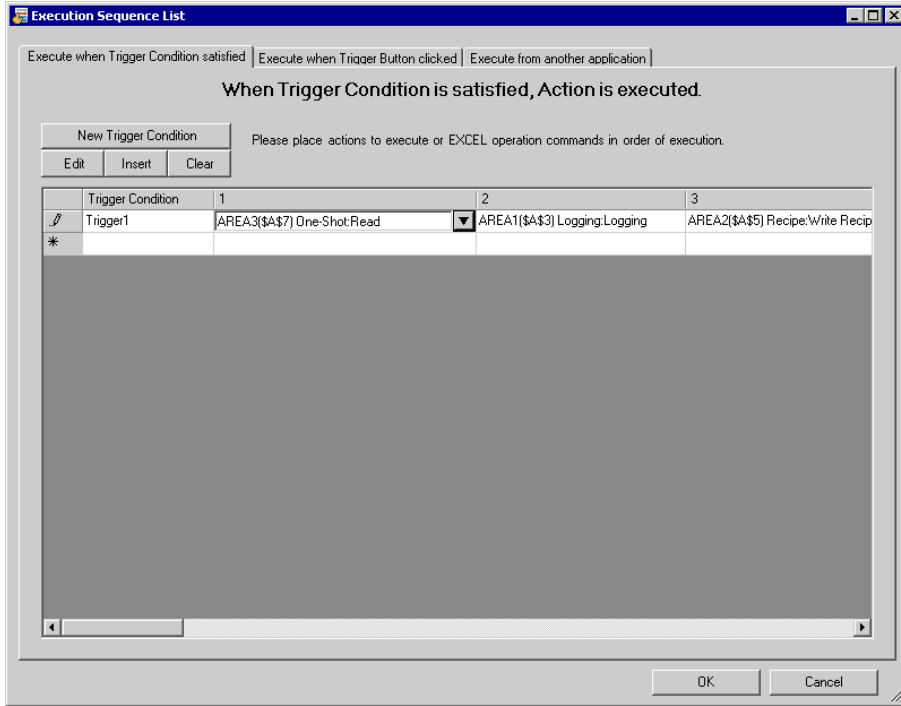 Execution Sequence List
Execute when Trigger Condition satisfied Execute when Trigger Button clicked Execute from another application
When Trigger Condition is satisfied, Action is executed.
New Trigger Condition
Please place actions to execute or EXCEL operation commands in order of execution.
Edit Insert Clear
Trigger Condition 1 2 3
Trigger1 AREA3($A$7) One-Shot:Read AREA1($A$3) Logging:Logging AREA2($A$5) Recipe:Write Recip
OK Cancel